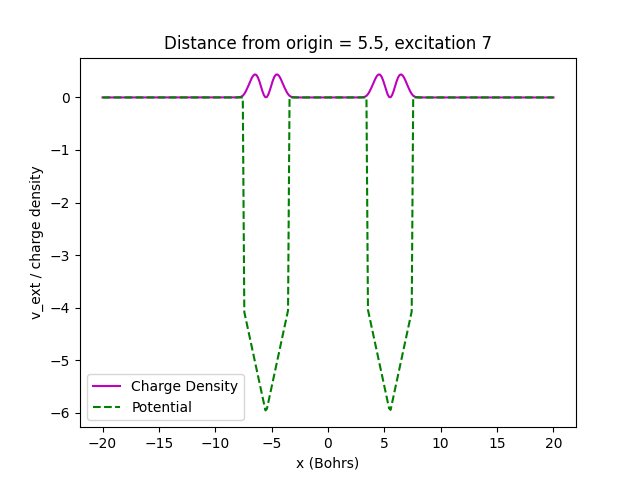 Distance from origin = 5.5, excitation 7
v_ext / charge density
0
−1
−2
−3
−4
−5
−6
Charge Density
Potential
−20 −15 −10 −5 0 5 10 15 20
x (Bohrs)